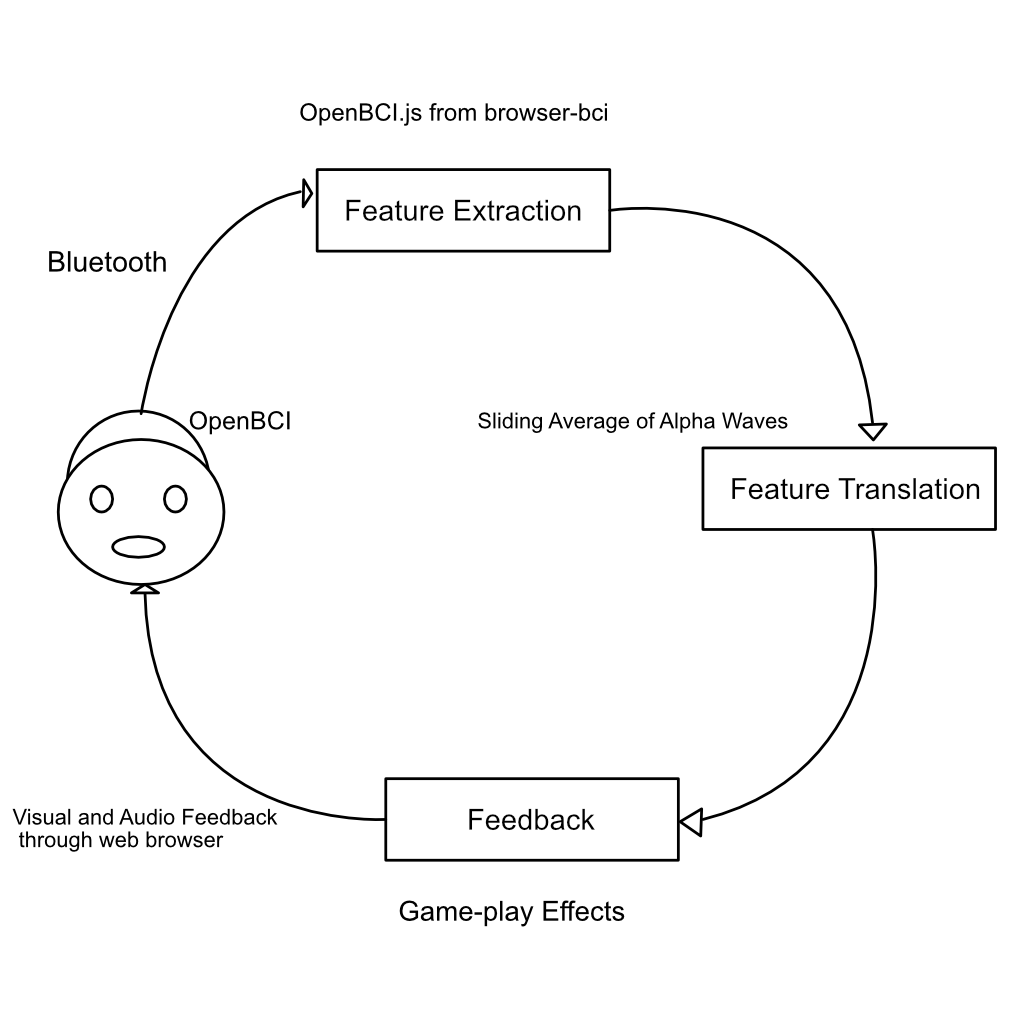 OpenBCI.js from browser-bci
Feature Extraction
Bluetooth
OpenBCI
Sliding Average of Alpha Waves
Feature Translation
Visual and Audio Feedback
through web browser
Feedback
Game-play Effects